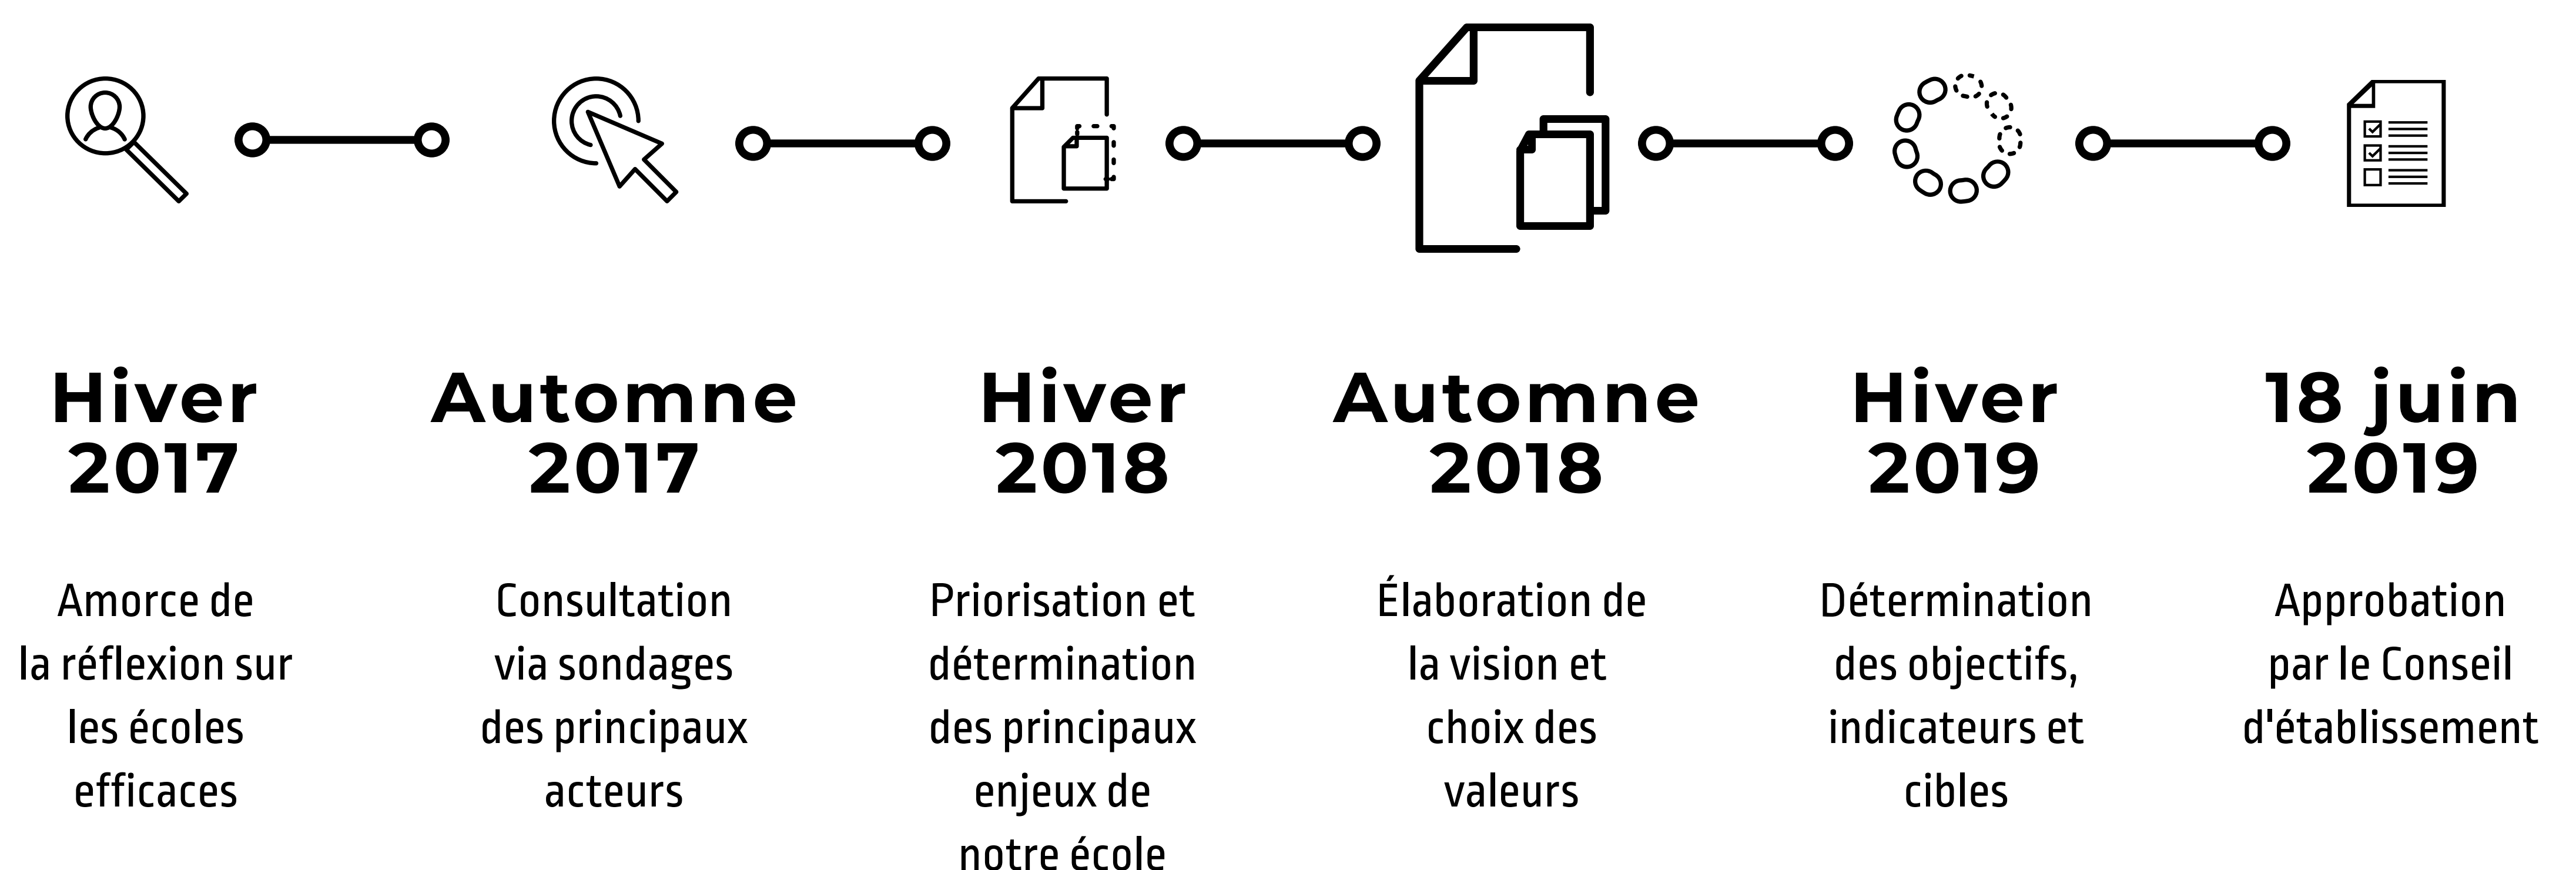 Hiver
2017
Amorce de
la réflexion sur
les écoles
efficaces
Automne
2017
Consultation
via sondages
des principaux
acteurs
Hiver
2018
Priorisation et
détermination
des principaux
enjeux de
notre école
Automne
2018
Élaboration de
la vision et
choix des
valeurs
Hiver
2019
Détermination
des objectifs,
indicateurs et
cibles
18 juin
2019
Approbation
par le Conseil
d'établissement